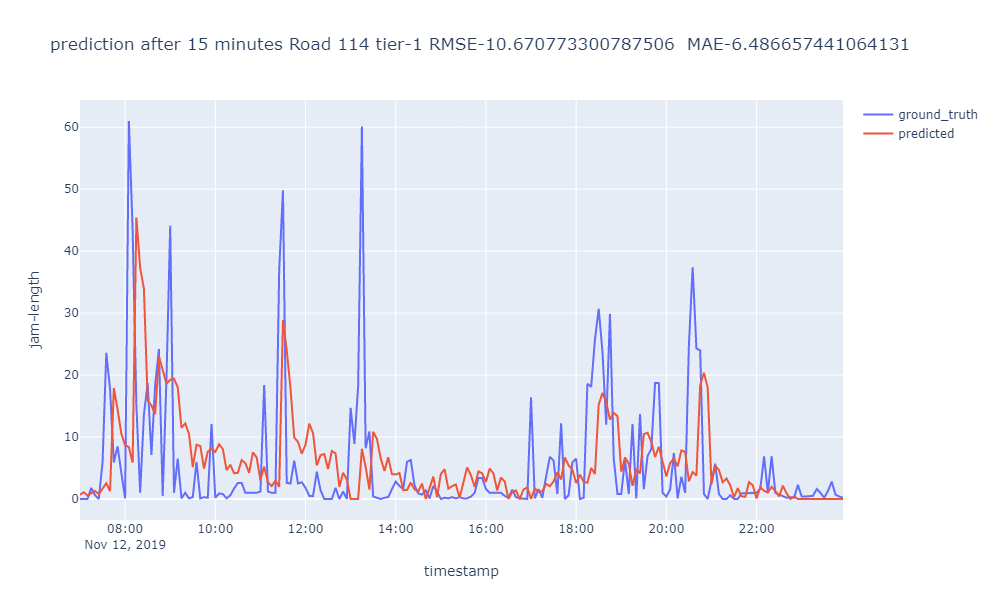 prediction after 15 minutes Road 114 tier-1 RMSE-10.670773300787506  MAE-6.486657441064131
ground_truth
predicted
60
50
40
30
20
10
0
jam-length
08:00 10:00 12:00 14:00 16:00 18:00 20:00 22:00
Nov 12, 2019
timestamp